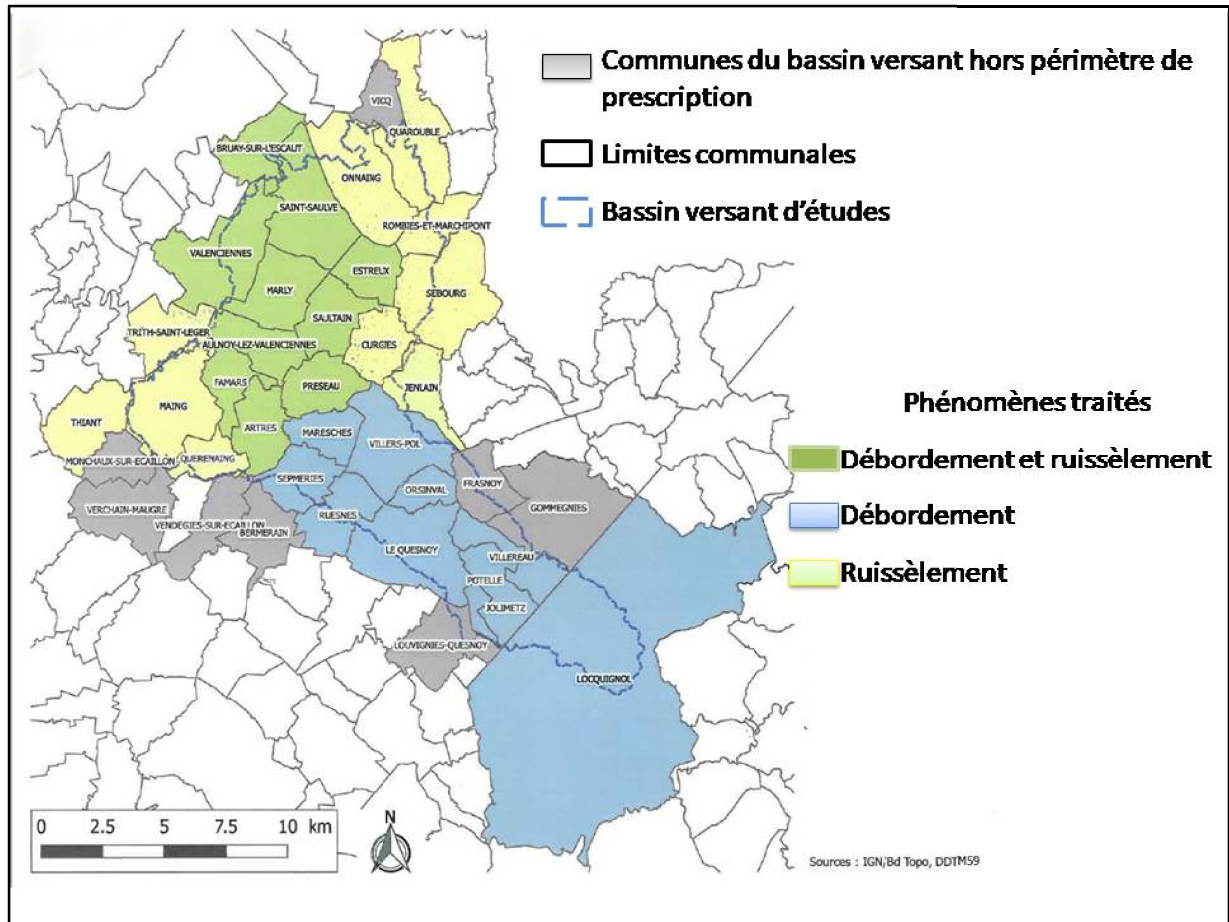 Communes du bassin versant hors périmètre de
prescription
Limites communales
Bassin versant d'études
VICQ
QUAROUBLE
BRUAY-SUR-L'ESCAUT
ONNAING
SAINT-SAULVE
ROMBIES-ET-MARCHIPONT
VALENCIENNES
ESTREUX
MARLY
SEBOURG
SAULTAIN
TRITH-SAINT-LEGER
AULNOY-LEZ-VALENCIENNES
CURGIES
FAMARS
PRESEAU
JENLAIN
MAING
THIANT
ARTRES
MARESCHES
VILLERS-POL
MONCHAUX-SUR-ECAILLON
QUERENAING
SEPMERIES
ORSINVAL
FRASNOY
GOMMEGNIES
VERCHAIN-MAUGRE
VENDEGIES-SUR-ECAILLON
BERMERAIN
RUESNES
LE QUESNOY
VILLEREAU
POTELLE
JOLIMETZ
LOUVIGNIES-QUESNOY
LOCQUIGNOL
Phénomènes traités
Débordement et ruissèlement
Débordement
Ruissèlement
0 2.5 5 7.5 10 km
N
Sources : IGN/Bd Topo, DDTM59